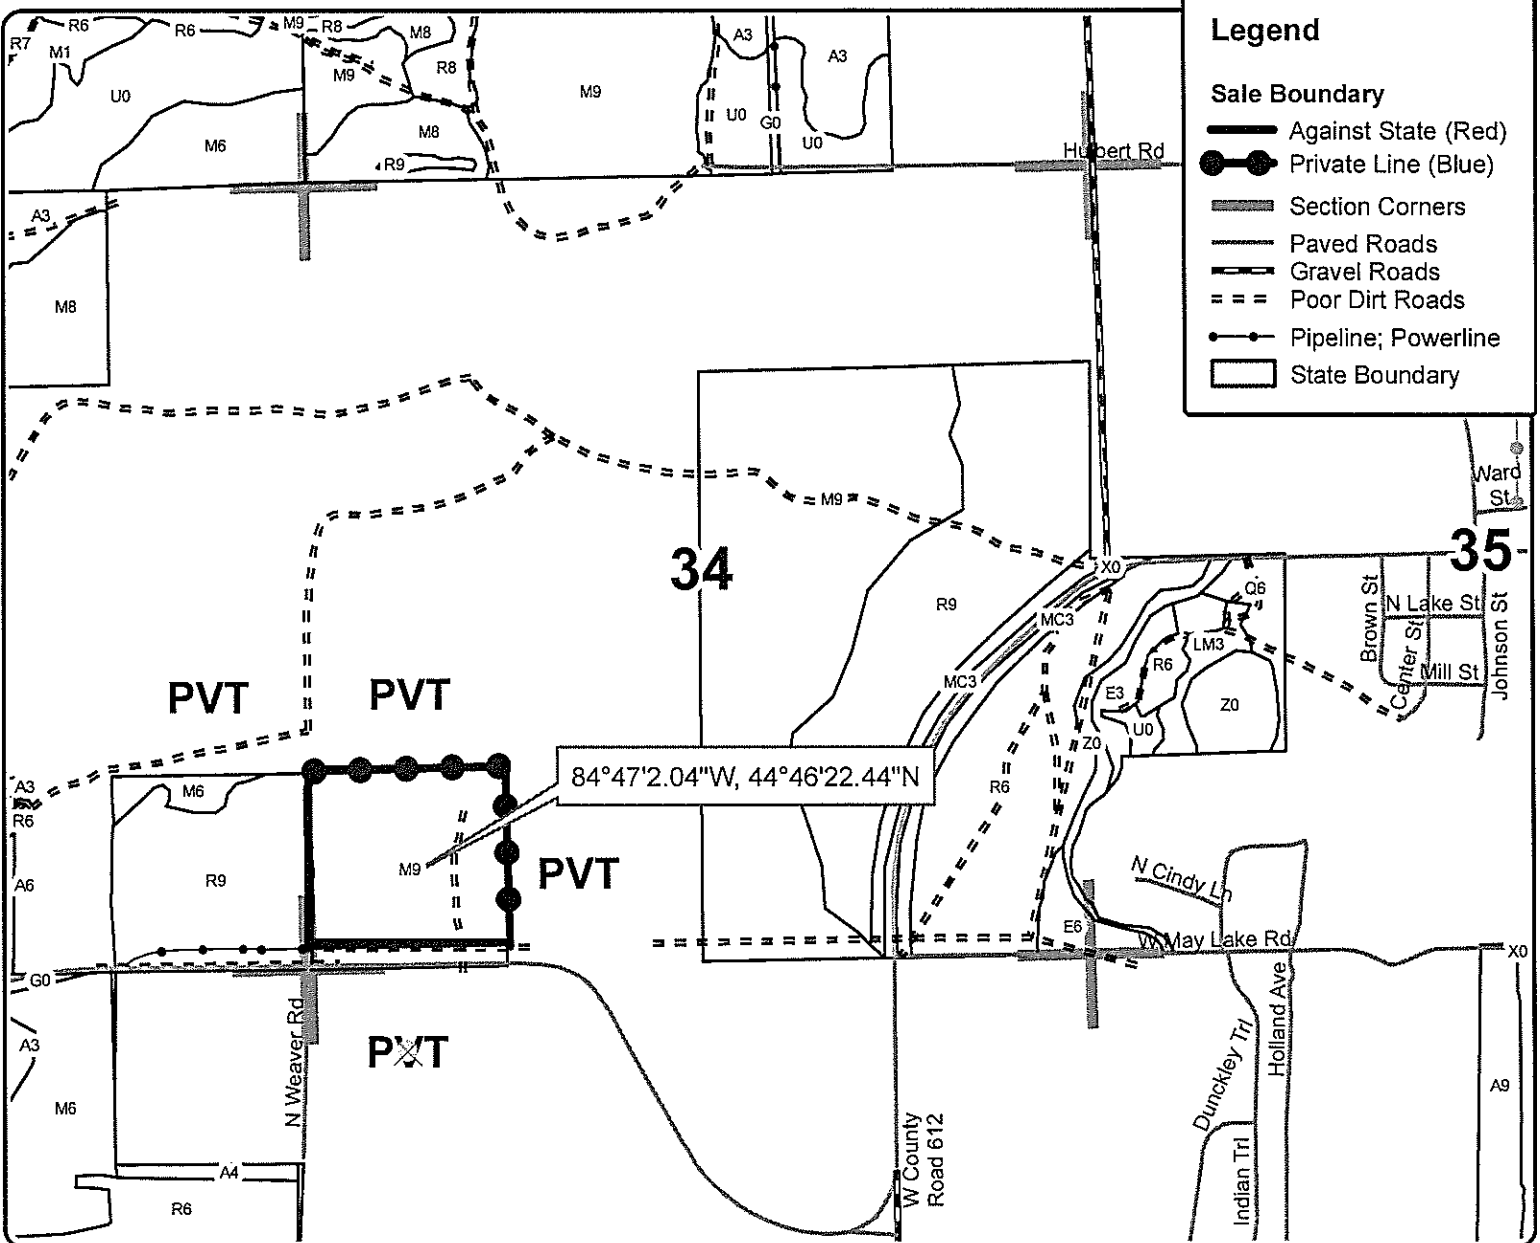 Legend
Sale Boundary
Against State (Red)
Private Line (Blue)
Section Corners
Paved Roads
Gravel Roads
Poor Dirt Roads
Pipeline; Powerline
State Boundary
R7
R6
M1
R6
M9
R8
M8
M9
R8
U0
M6
M8
R9
M9
A3
A3
U0
G0
U0
Hulbert Rd
A3
M8
M9
34
35
Ward
St
X0
R9
MC3
MC3
Q6
LM3
R6
E3
U0
Z0
Z0
R6
E6
Brown St
N Lake St
Center St
Mill St
Johnson St
PVT
PVT
84°47'2.04"W, 44°46'22.44"N
A3
R6
A6
M6
R9
M9
PVT
N Cindy Ln
W May Lake Rd
X0
G0
A3
M6
N Weaver Rd
PVT
A4
R6
W County
Road 612
Dunckley Trl
Indian Trl
Holland Ave
A9